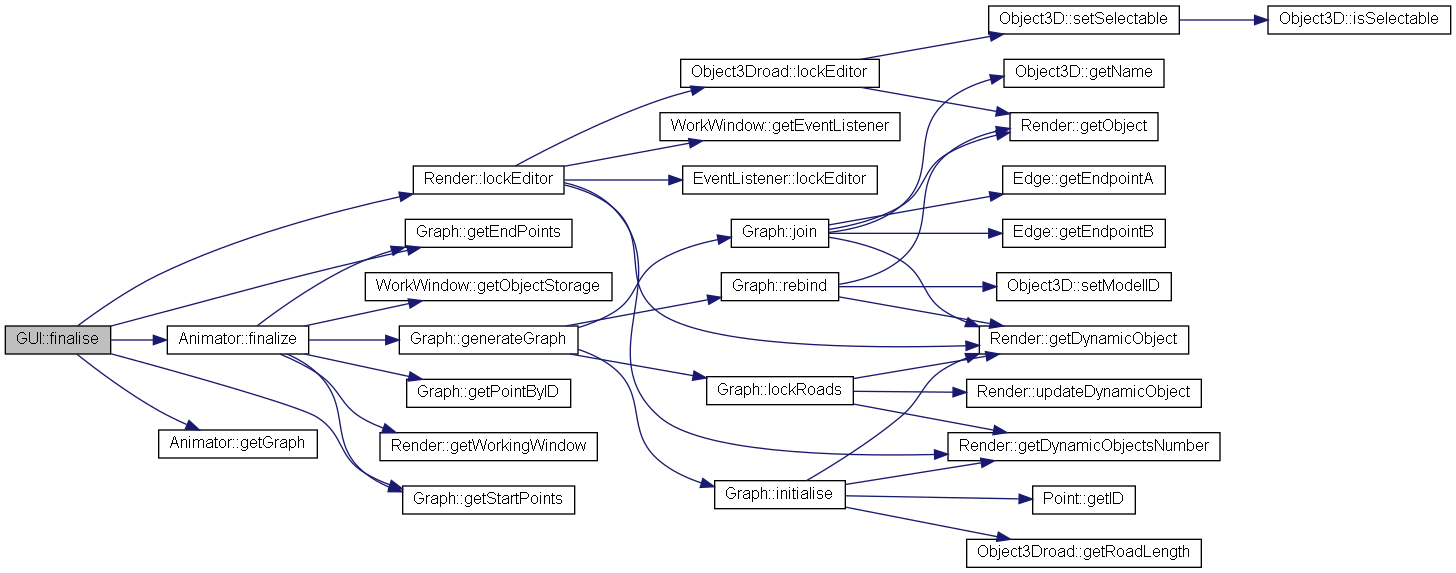 Object3D::setSelectable
Object3D::isSelectable
Object3Droad::lockEditor
Object3D::getName
WorkWindow::getEventListener
Render::getObject
Render::lockEditor
EventListener::lockEditor
Edge::getEndpointA
Graph::getEndPoints
Graph::join
Edge::getEndpointB
WorkWindow::getObjectStorage
Graph::rebind
Object3D::setModelID
GUI::finalise
Animator::finalize
Graph::generateGraph
Render::getDynamicObject
Graph::getPointByID
Graph::lockRoads
Render::updateDynamicObject
Animator::getGraph
Render::getWorkingWindow
Render::getDynamicObjectsNumber
Graph::getStartPoints
Graph::initialise
Point::getID
Object3Droad::getRoadLength